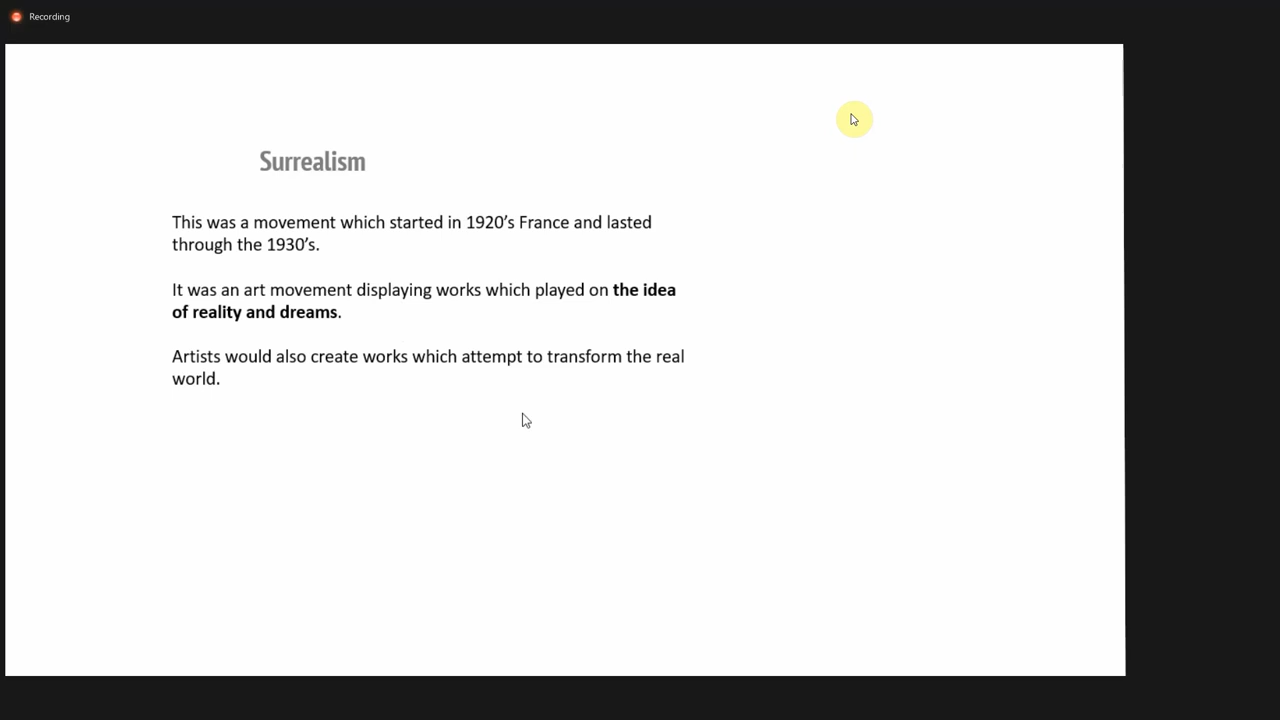 Recording
Surrealism
This was a movement which started in 1920’s France and lasted
through the 1930’s.
It was an art movement displaying works which played on the idea
of reality and dreams.
Artists would also create works which attempt to transform the real
world.